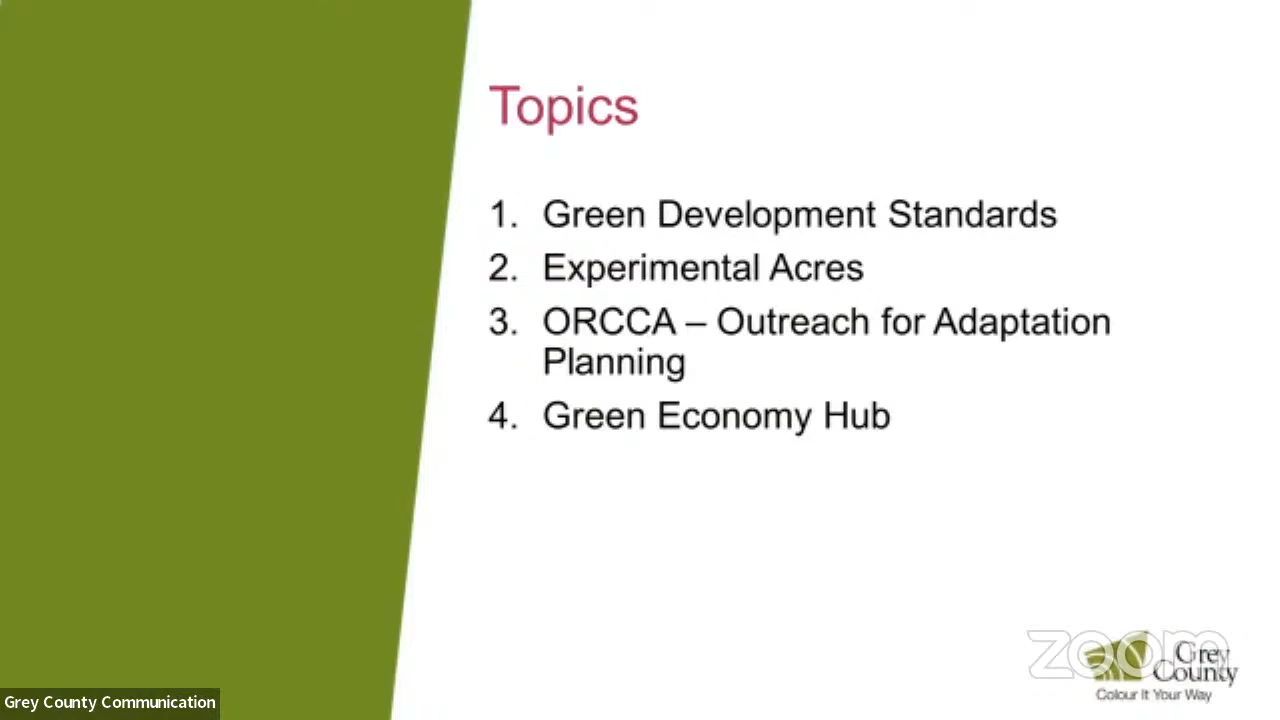 Topics
1. Green Development Standards
2. Experimental Acres
3. ORCCA – Outreach for Adaptation
Planning
4. Green Economy Hub
zoom
Grey
County
Colour It Your Way
Grey County Communication